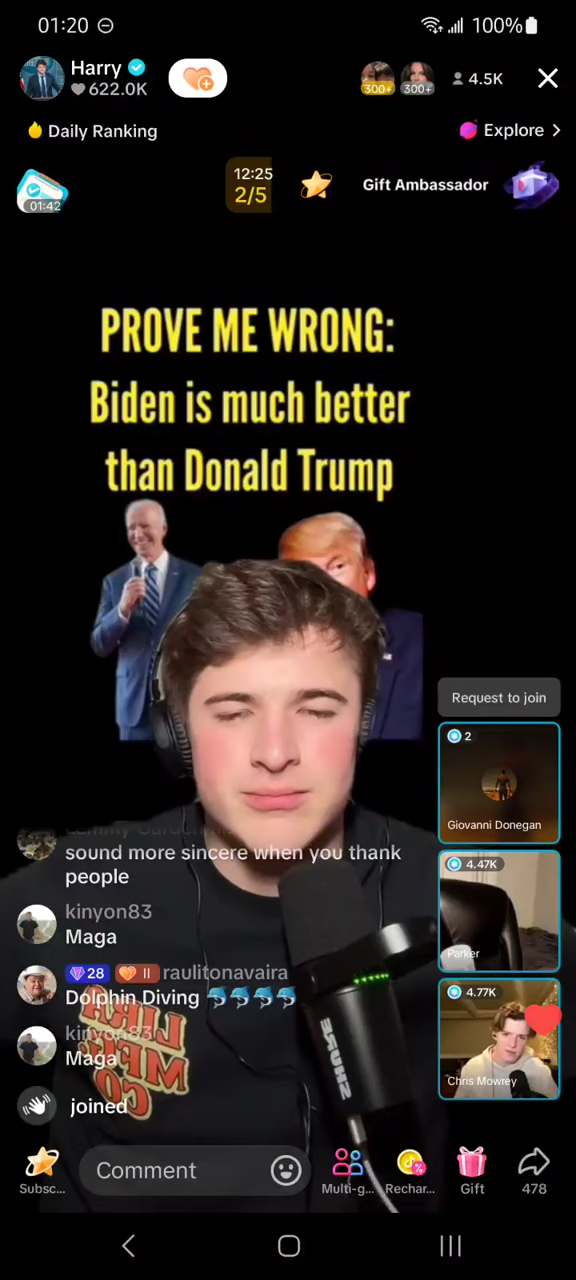 01:20
100%
Harry
622.0K
300+
300+
4.5K
Daily Ranking
Explore >
01:42
12:25
2/5
Gift Ambassador
PROVE ME WRONG:
Biden is much better
than Donald Trump
Request to join
2
Giovanni Donegan
sound more sincere when you thank
people
4.47K
Parker
kinyon83
Maga
28 II raulitonavaira
Dolphin Diving 🐬🐬🐬🐬
kinyon83
Maga
joined
4.77K
Chris Mowrey
SHURE
Subsc...
Comment
Multi-g...
Rechar...
Gift
478